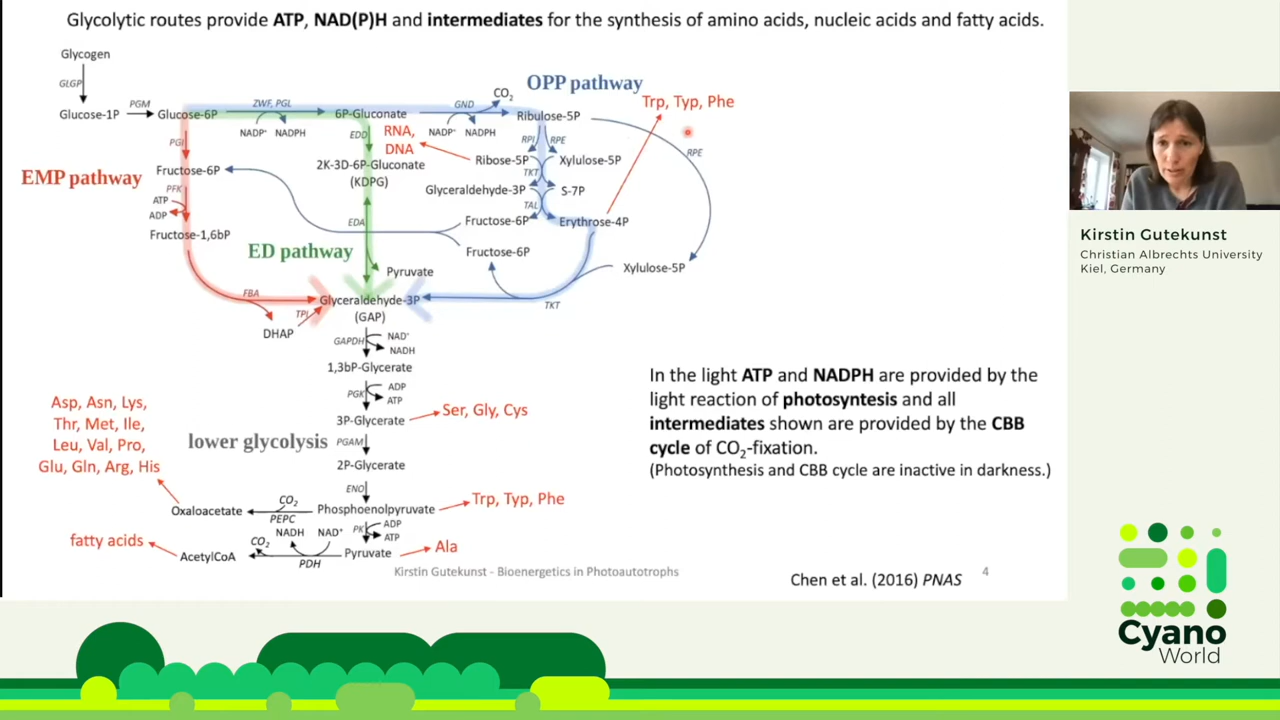 Glycolytic routes provide ATP, NAD(P)H and intermediates for the synthesis of amino acids, nucleic acids and fatty acids.
Glycogen
GLGP
Glucose-1P
PGM
Glucose-6P
ZWF, PGL
NADP⁺ NADPH
6P-Gluconate
GND
NADP⁺ NADPH
CO₂
OPP pathway
Ribulose-5P
Trp, Typ, Phe
EMP pathway
PGI
Fructose-6P
PFK
ATP
ADP
Fructose-1,6bP
FBA
DHAP
TPI
EDD
RNA,
DNA
2K-3D-6P-Gluconate
(KDPG)
EDA
ED pathway
Pyruvate
RPI
RPE
Ribose-5P
Xylulose-5P
TKT
Glyceraldehyde-3P
S-7P
TAL
Fructose-6P
Erythrose-4P
Fructose-6P
RPE
Xylulose-5P
TKT
Glyceraldehyde-3P
(GAP)
GAPDH
NAD⁺
NADH
1,3bP-Glycerate
PGK
ADP
ATP
3P-Glycerate
Ser, Gly, Cys
lower glycolysis
PGAM
2P-Glycerate
ENO
Phosphoenolpyruvate
Trp, Typ, Phe
Asp, Asn, Lys,
Thr, Met, Ile,
Leu, Val, Pro,
Glu, Gln, Arg, His
Oxaloacetate
CO₂
PEPC
PK
ADP
ATP
Pyruvate
Ala
NADH NAD⁺
CO₂
PDH
AcetylCoA
fatty acids
In the light ATP and NADPH are provided by the
light reaction of photosyntesis and all
intermediates shown are provided by the CBB
cycle of CO₂-fixation.
(Photosynthesis and CBB cycle are inactive in darkness.)
Kirstin Gutekunst - Bioenergetics in Photoautotrophs
Chen et al. (2016) PNAS
4
Kirstin Gutekunst
Christian Albrechts University
Kiel, Germany
Cyano
World